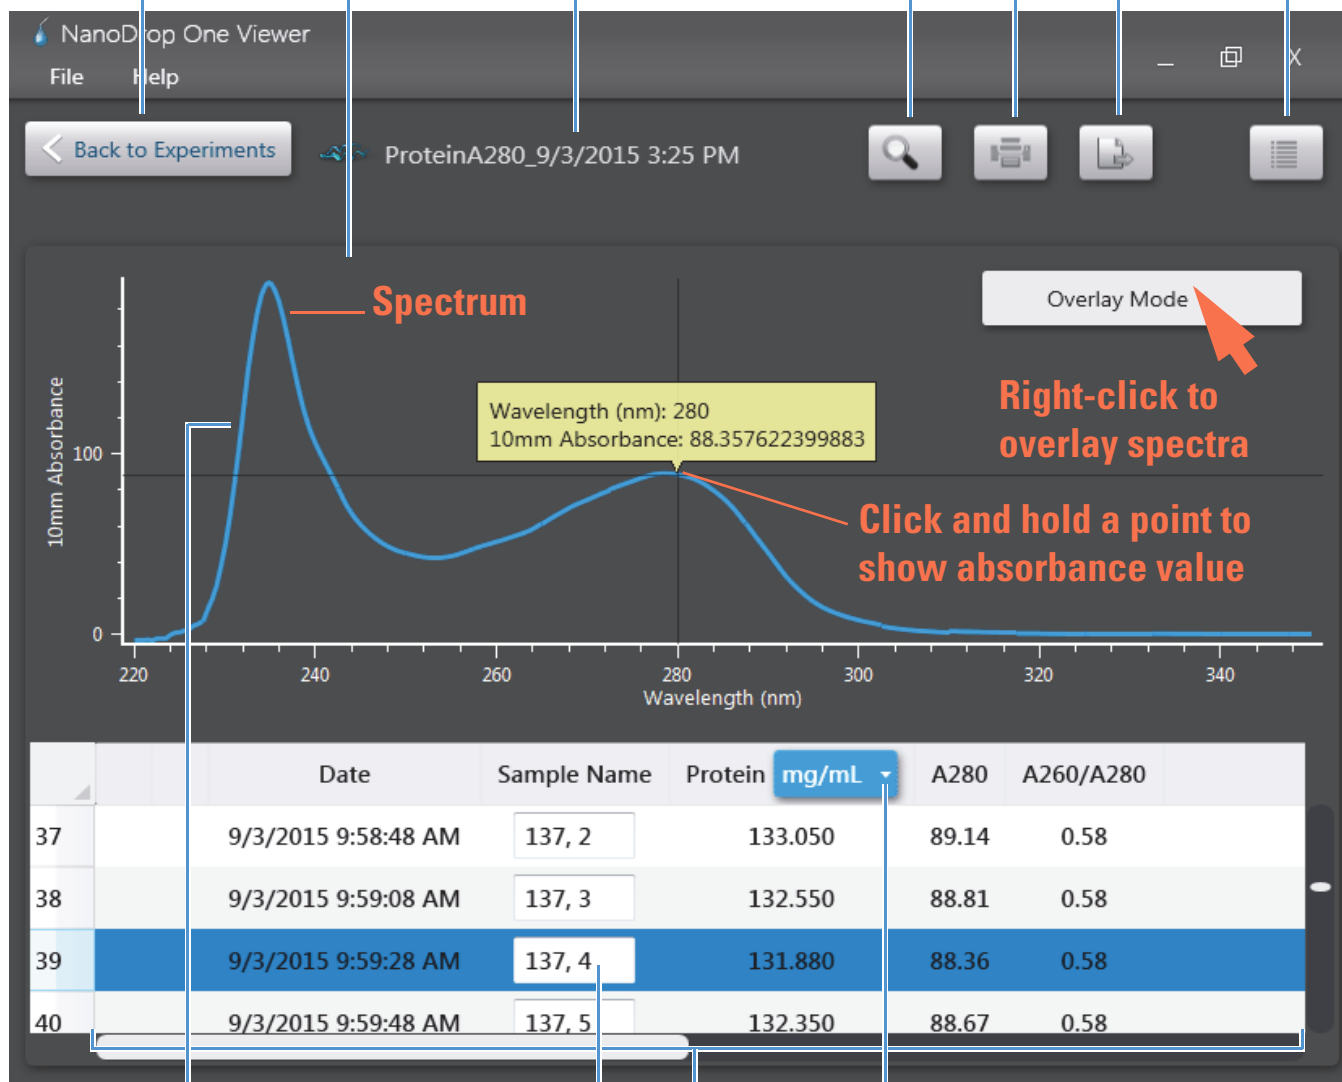 NanoDrop One Viewer
File Help
Back to Experiments
ProteinA280_9/3/2015 3:25 PM
Spectrum
Overlay Mode
Right-click to
overlay spectra
Wavelength (nm): 280
10mm Absorbance: 88.357622399883
Click and hold a point to
show absorbance value
10mm Absorbance
100
0
220 240 260 280 300 320 340
Wavelength (nm)
Date Sample Name Protein mg/mL A280 A260/A280
37 9/3/2015 9:58:48 AM 137, 2 133.050 89.14 0.58
38 9/3/2015 9:59:08 AM 137, 3 132.550 88.81 0.58
39 9/3/2015 9:59:28 AM 137, 4 131.880 88.36 0.58
40 9/3/2015 9:59:48 AM 137, 5 132.350 88.67 0.58